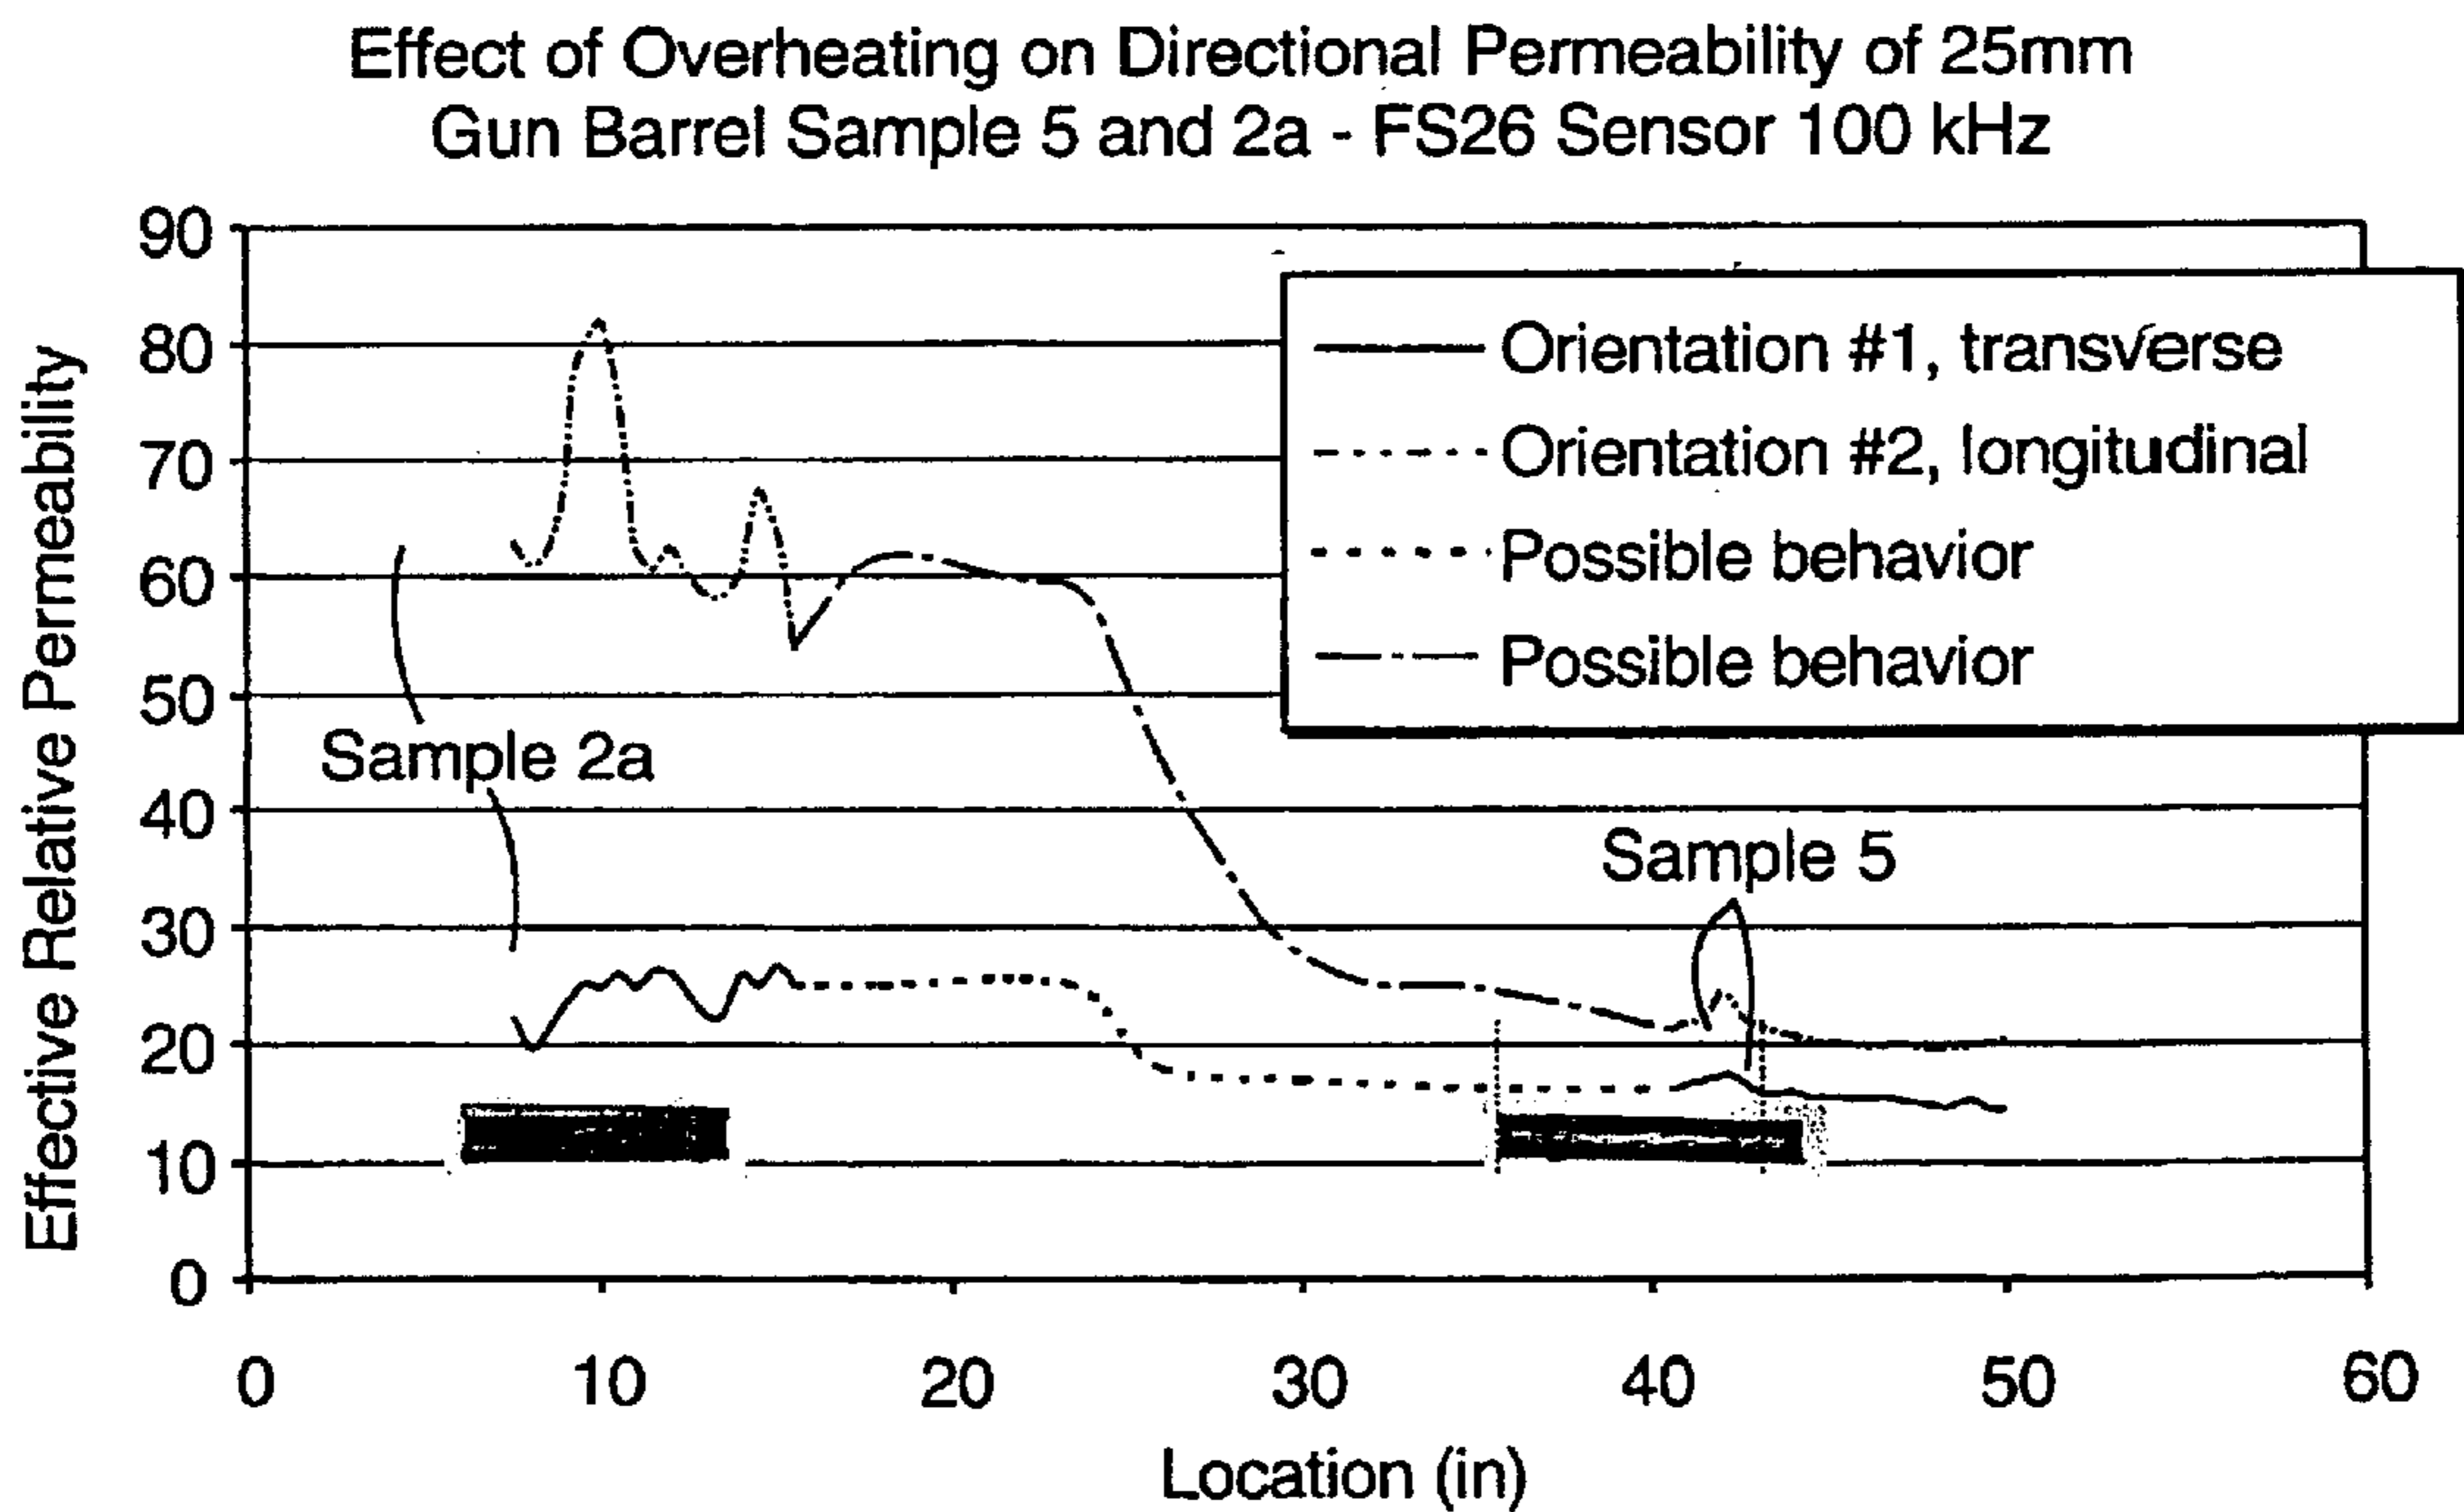 Effect of Overheating on Directional Permeability of 25mm
Gun Barrel Sample 5 and 2a - FS26 Sensor 100 kHz
Effective Relative Permeability
90
80
70
60
50
40
30
20
10
0
Orientation #1, transverse
Orientation #2, longitudinal
Possible behavior
Possible behavior
Sample 2a
Sample 5
0 10 20 30 40 50 60
Location (in)